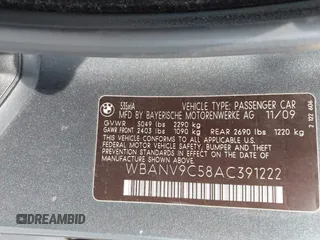 535xiA
VEHICLE TYPE: PASSENGER CAR
MFD BY BAYERISCHE MOTORENWERKE AG 11/09
GVWR 5049 lbs 2290 kg
GAWR FRONT 2403 lbs 1090 kg REAR 2690 lbs 1220 kg
WBANV9C58AC391222
THIS VEHICLE CONFORMS TO ALL APPLICABLE
FEDERAL MOTOR VEHICLE SAFETY, BUMPER AND THEFT
PREVENTION STANDARDS IN EFFECT ON THE DATE
OF MANUFACTURE SHOWN ABOVE.
DREAMBID